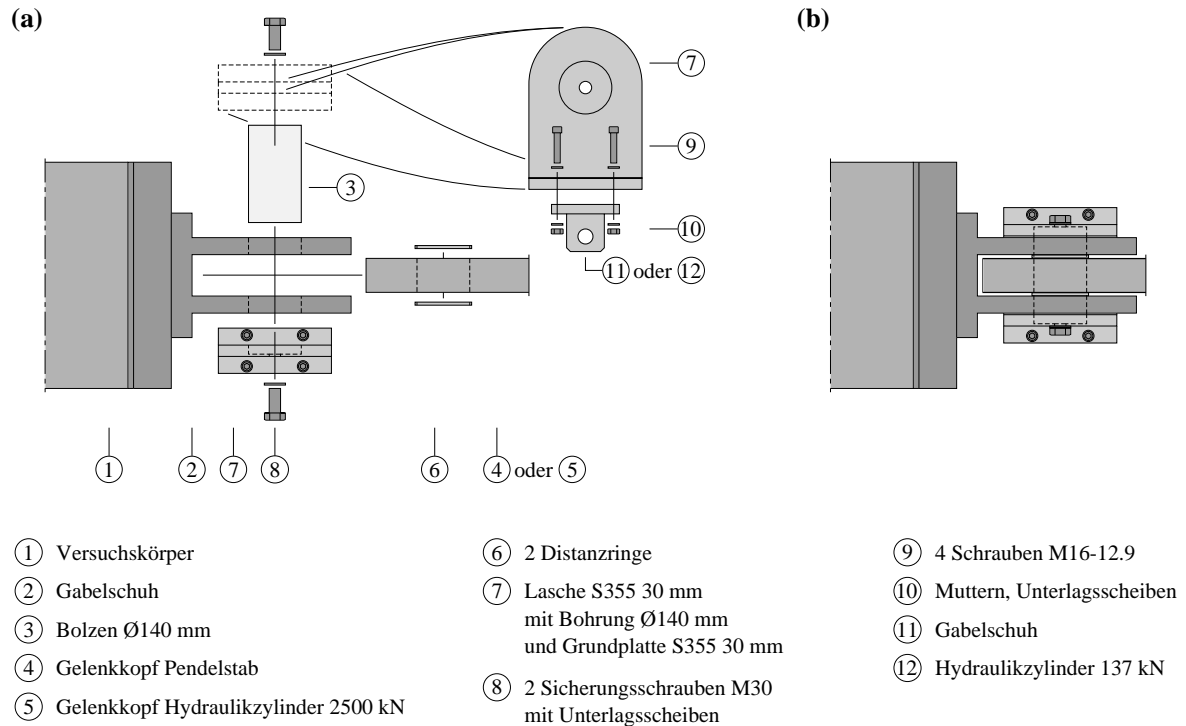 (a)
(b)
7
9
3
10
11 oder 12
1
2
7
8
6
4 oder 5
1 Versuchskörper
2 Gabelschuh
3 Bolzen Ø140 mm
4 Gelenkkopf Pendelstab
5 Gelenkkopf Hydraulikzylinder 2500 kN
6 2 Distanzringe
7 Lasche S355 30 mm
mit Bohrung Ø140 mm
und Grundplatte S355 30 mm
8 2 Sicherungsschrauben M30
mit Unterlagsscheiben
9 4 Schrauben M16-12.9
10 Muttern, Unterlagsscheiben
11 Gabelschuh
12 Hydraulikzylinder 137 kN